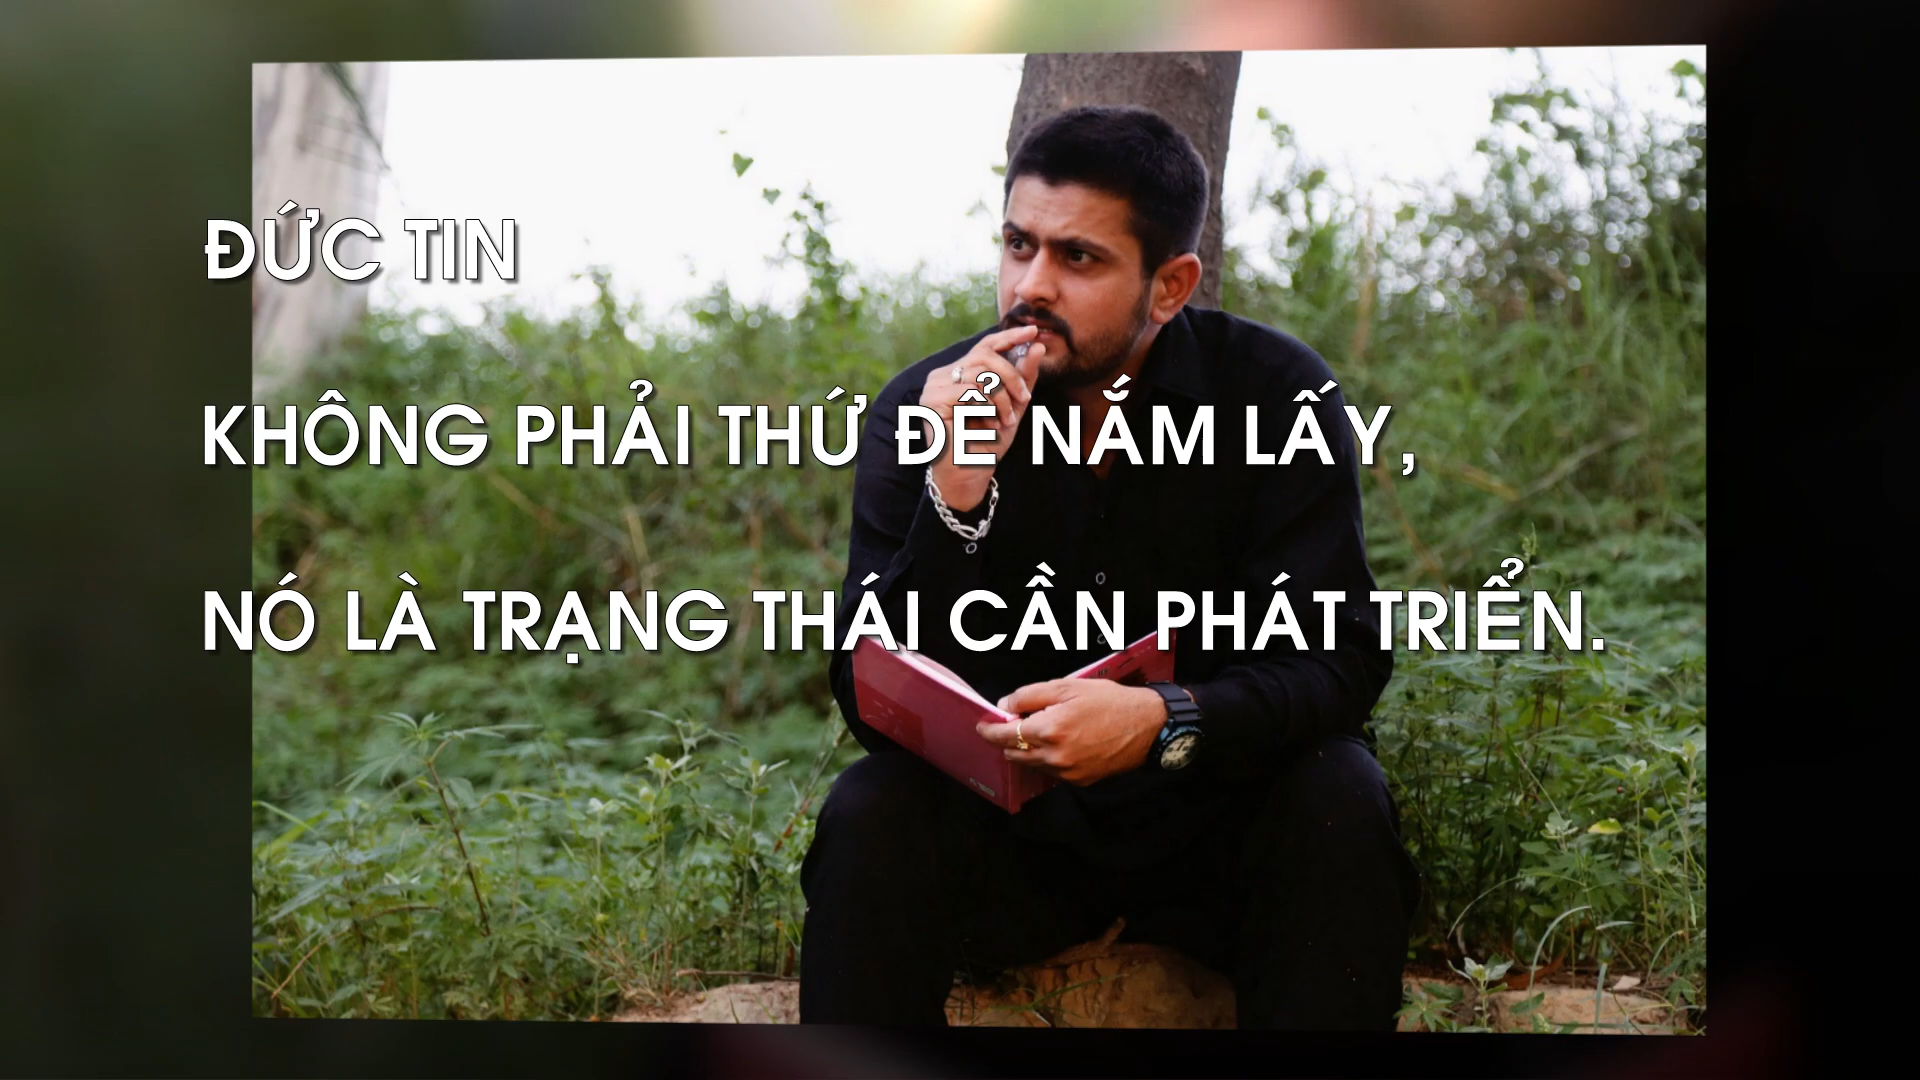 ĐỨC TIN
KHÔNG PHẢI THỨ ĐỂ NẮM LẤY,
NÓ LÀ TRẠNG THÁI CẦN PHÁT TRIỂN.